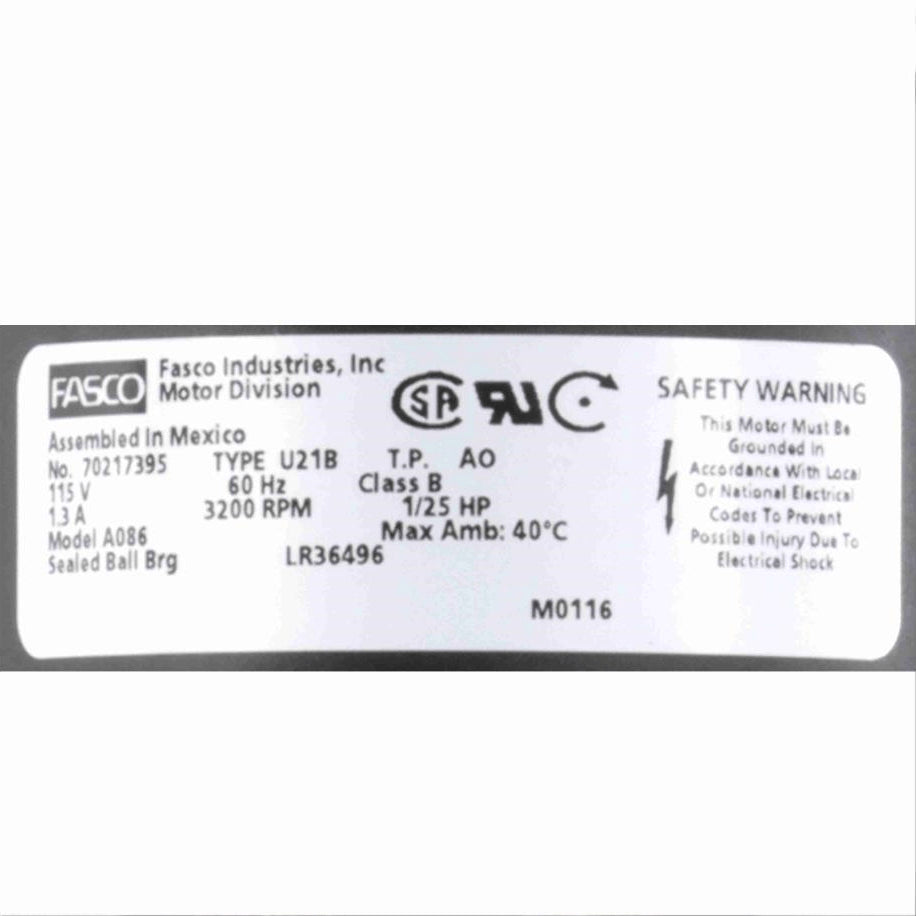 FASCO
Fasco Industries, Inc
Motor Division
Assembled In Mexico
No. 70217395 TYPE U21B T.P. AO
115 V 60 Hz Class B
1.3 A 3200 RPM 1/25 HP
Model A086 Max Amb: 40°C
Sealed Ball Brg LR36496
M0116
SA
SAFETY WARNING
This Motor Must Be
Grounded In
Accordance With Local
Or National Electrical
Codes To Prevent
Possible Injury Due To
Electrical Shock